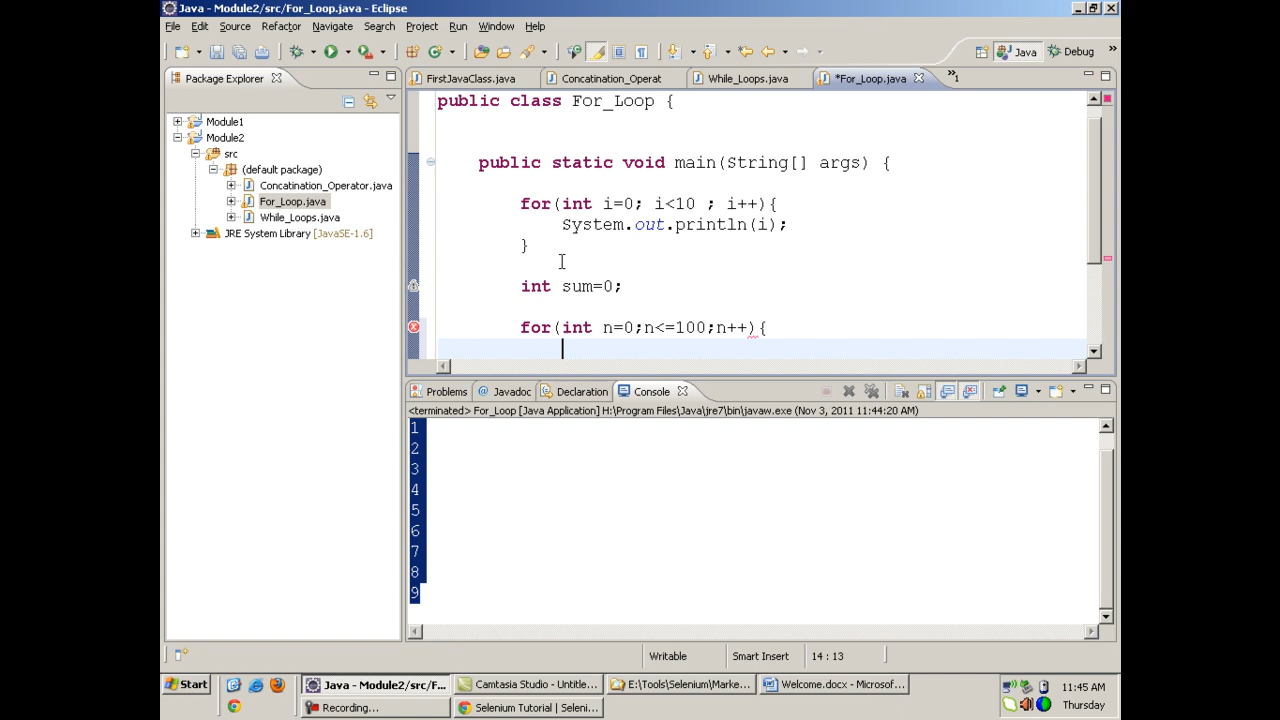 Java - Module2/src/For_Loop.java - Eclipse
File Edit Source Refactor Navigate Search Project Run Window Help
Java Debug »
Package Explorer FirstJavaClass.java Concatination_Operat While_Loops.java *For_Loop.java »1
Module1
Module2
src
(default package)
Concatination_Operator.java
For_Loop.java
While_Loops.java
JRE System Library [JavaSE-1.6]
public class For_Loop {
public static void main(String[] args) {
for(int i=0; i<10 ; i++){
System.out.println(i);
}
int sum=0;
for(int n=0;n<=100;n++){
Problems Javadoc Declaration Console
<terminated> For_Loop [Java Application] H:\Program Files\Java\jre7\bin\javaw.exe (Nov 3, 2011 11:44:20 AM)
1
2
3
4
5
6
7
8
9
Writable Smart Insert 14 : 13
Start Java - Module2/src/F... Camtasia Studio - Untitle... E:\Tools\Selenium\Marke... Welcome.docx - Microsof... 11:45 AM
Recording... Selenium Tutorial | Seleni... Thursday